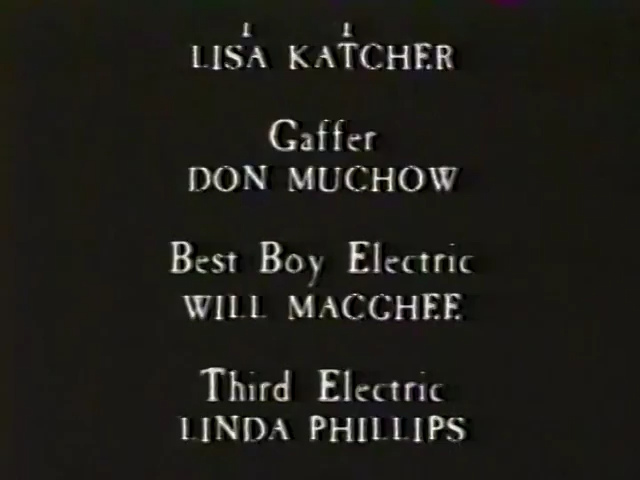 LISA KATCHER
Gaffer
DON MUCHOW
Best Boy Electric
WILL MACGHEE
Third Electric
LINDA PHILLIPS